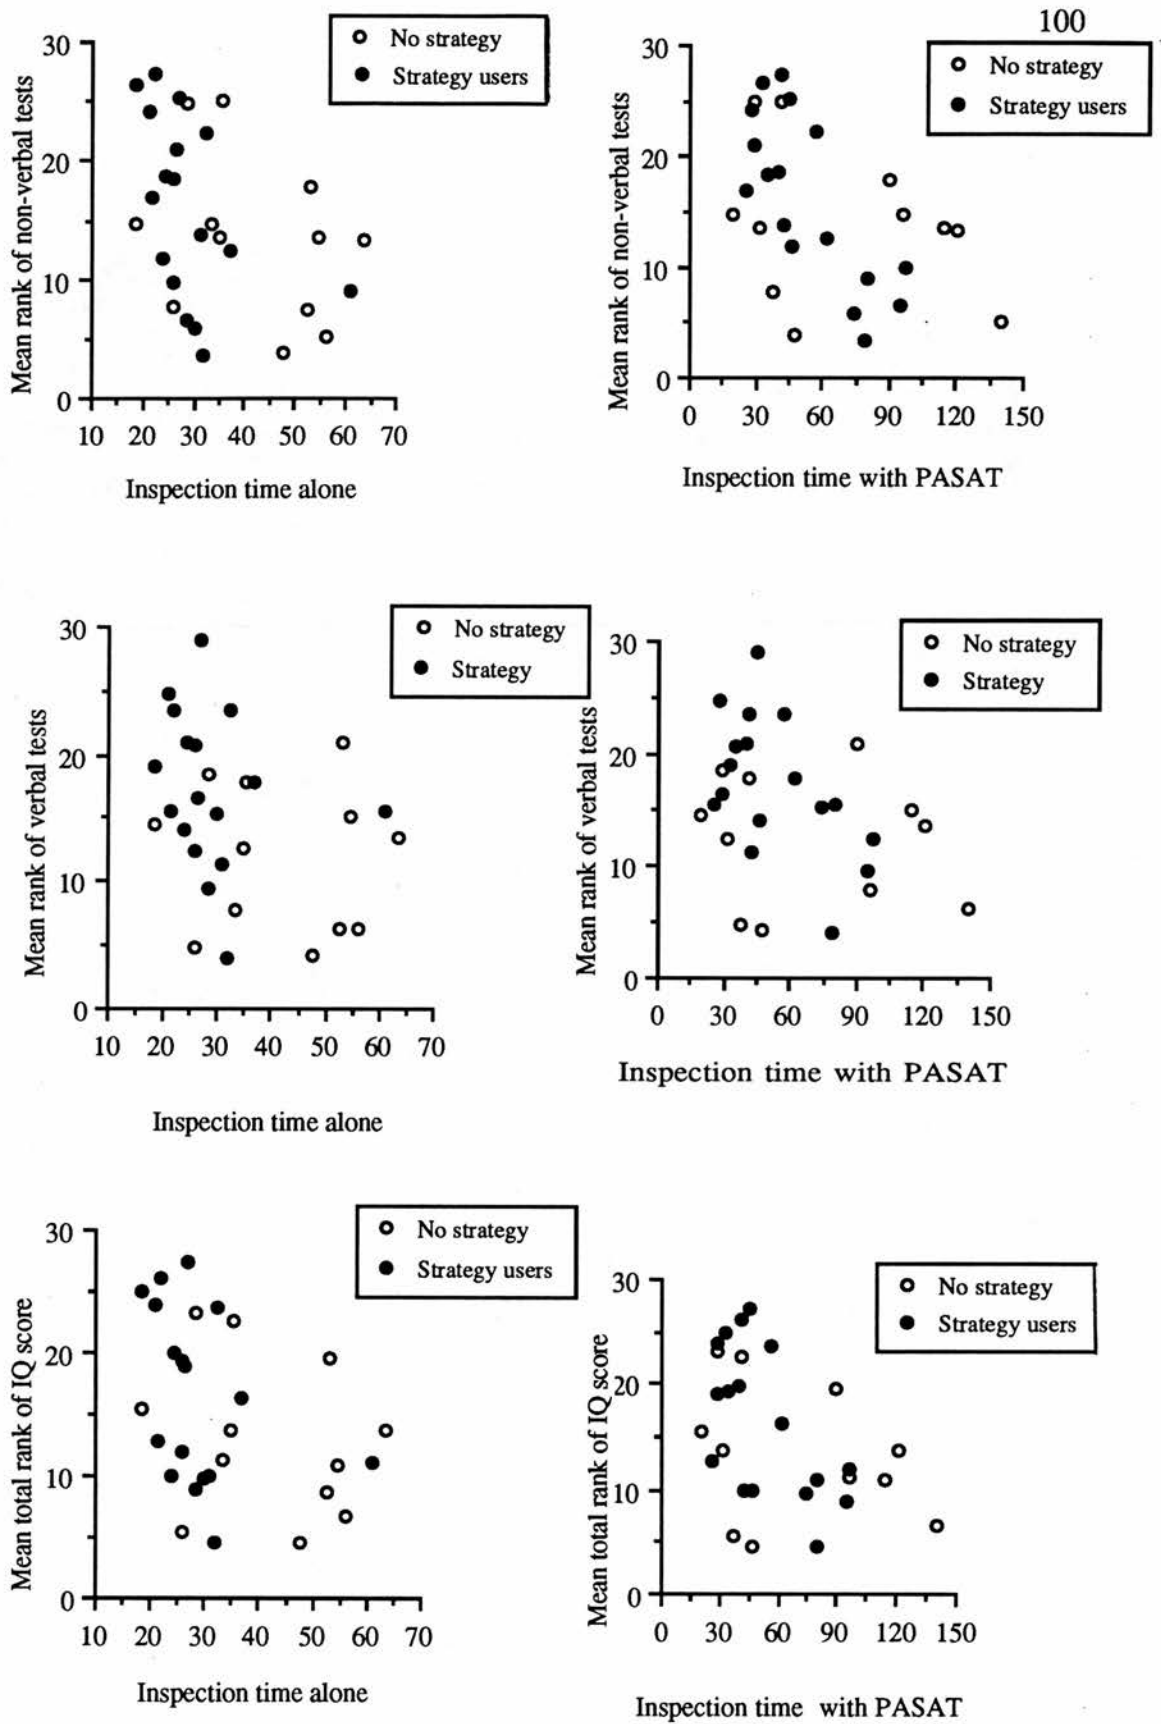 100
No strategy
Strategy users
30
20
10
0
Mean rank of non-verbal tests
10 20 30 40 50 60 70
Inspection time alone
No strategy
Strategy users
30
20
10
0
Mean rank of non-verbal tests
0 30 60 90 120 150
Inspection time with PASAT
No strategy
Strategy
30
20
10
0
Mean rank of verbal tests
10 20 30 40 50 60 70
Inspection time alone
No strategy
Strategy
30
20
10
0
Mean rank of verbal tests
0 30 60 90 120 150
Inspection time with PASAT
No strategy
Strategy users
30
20
10
0
Mean total rank of IQ score
10 20 30 40 50 60 70
Inspection time alone
No strategy
Strategy users
30
20
10
0
Mean total rank of IQ score
0 30 60 90 120 150
Inspection time with PASAT